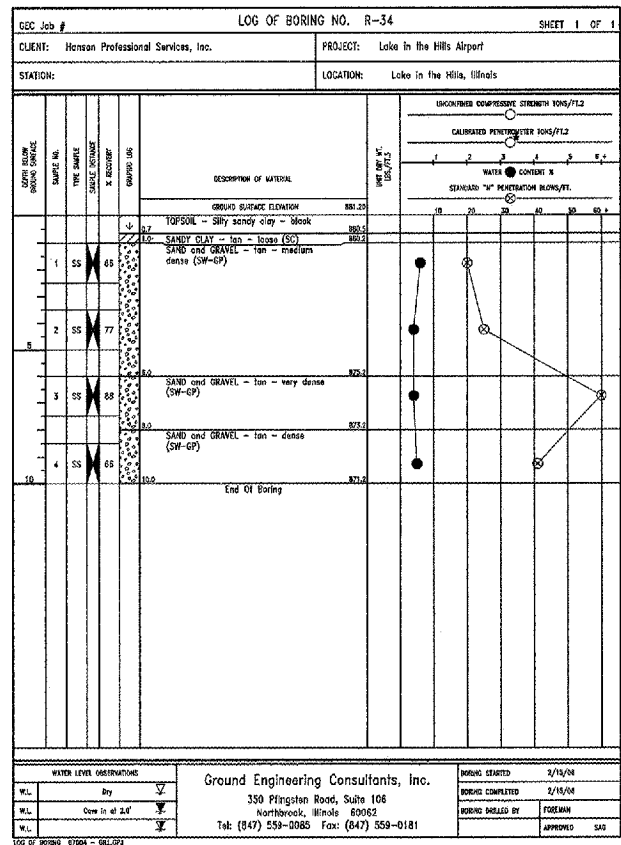 GEC Job # LOG OF BORING NO. R-34 SHEET 1 OF 1
CLIENT: Hanson Professional Services, Inc. PROJECT: Lake in the Hills Airport
STATION: LOCATION: Lake in the Hills, Illinois
DEPTH BELOW GROUND SURFACE
SAMPLE NO.
TYPE SAMPLE
SAMPLE DISTANCE
% RECOVERY
GRAPHIC LOG
DESCRIPTION OF MATERIAL
UNIT DRY WT. LBS./FT.3
UNCONFINED COMPRESSIVE STRENGTH TONS/FT.2
CALIBRATED PENETROMETER TONS/FT.2
1 2 3 4 5 6+
WATER CONTENT %
STANDARD "N" PENETRATION BLOWS/FT.
10 20 30 40 50 60+
GROUND SURFACE ELEVATION 881.20
TOPSOIL - Silty sandy clay - black
0.7 880.5
SANDY CLAY - tan - loose (SC)
1.0 880.2
SAND and GRAVEL - tan - medium
dense (SW-GP)
1 SS
2 SS 77
5
6.0 875.2
SAND and GRAVEL - tan - very dense
(SW-GP)
3 SS 88
8.0 873.2
SAND and GRAVEL - tan - dense
(SW-GP)
4 SS 66
10 10.0 871.2
End Of Boring
WATER LEVEL OBSERVATIONS
W.L. Dry
W.L. Cave in at 2.0'
W.L.
Ground Engineering Consultants, Inc.
350 Pfingsten Road, Suite 106
Northbrook, Illinois 60062
Tel: (847) 559-0085 Fax: (847) 559-0181
BORING STARTED 2/15/08
BORING COMPLETED 2/15/08
BORING DRILLED BY FOREMAN
APPROVED SAG
LOG OF BORING 07004 - GR1.GPJ